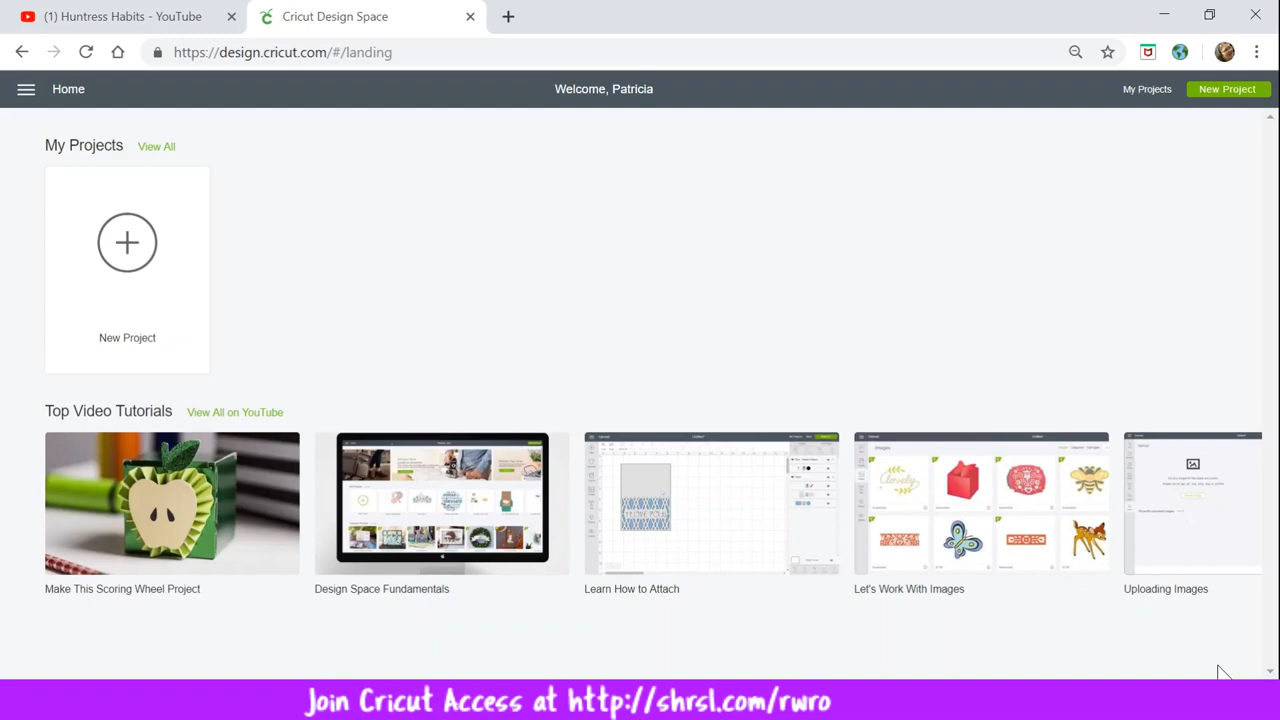 (1) Huntress Habits - YouTube
Cricut Design Space
https://design.cricut.com/#/landing
Home
Welcome, Patricia
My Projects
New Project
My Projects View All
New Project
Top Video Tutorials View All on YouTube
Make This Scoring Wheel Project
Design Space Fundamentals
Learn How to Attach
Let's Work With Images
Uploading Images
Join Cricut Access at http://shrsl.com/rwro